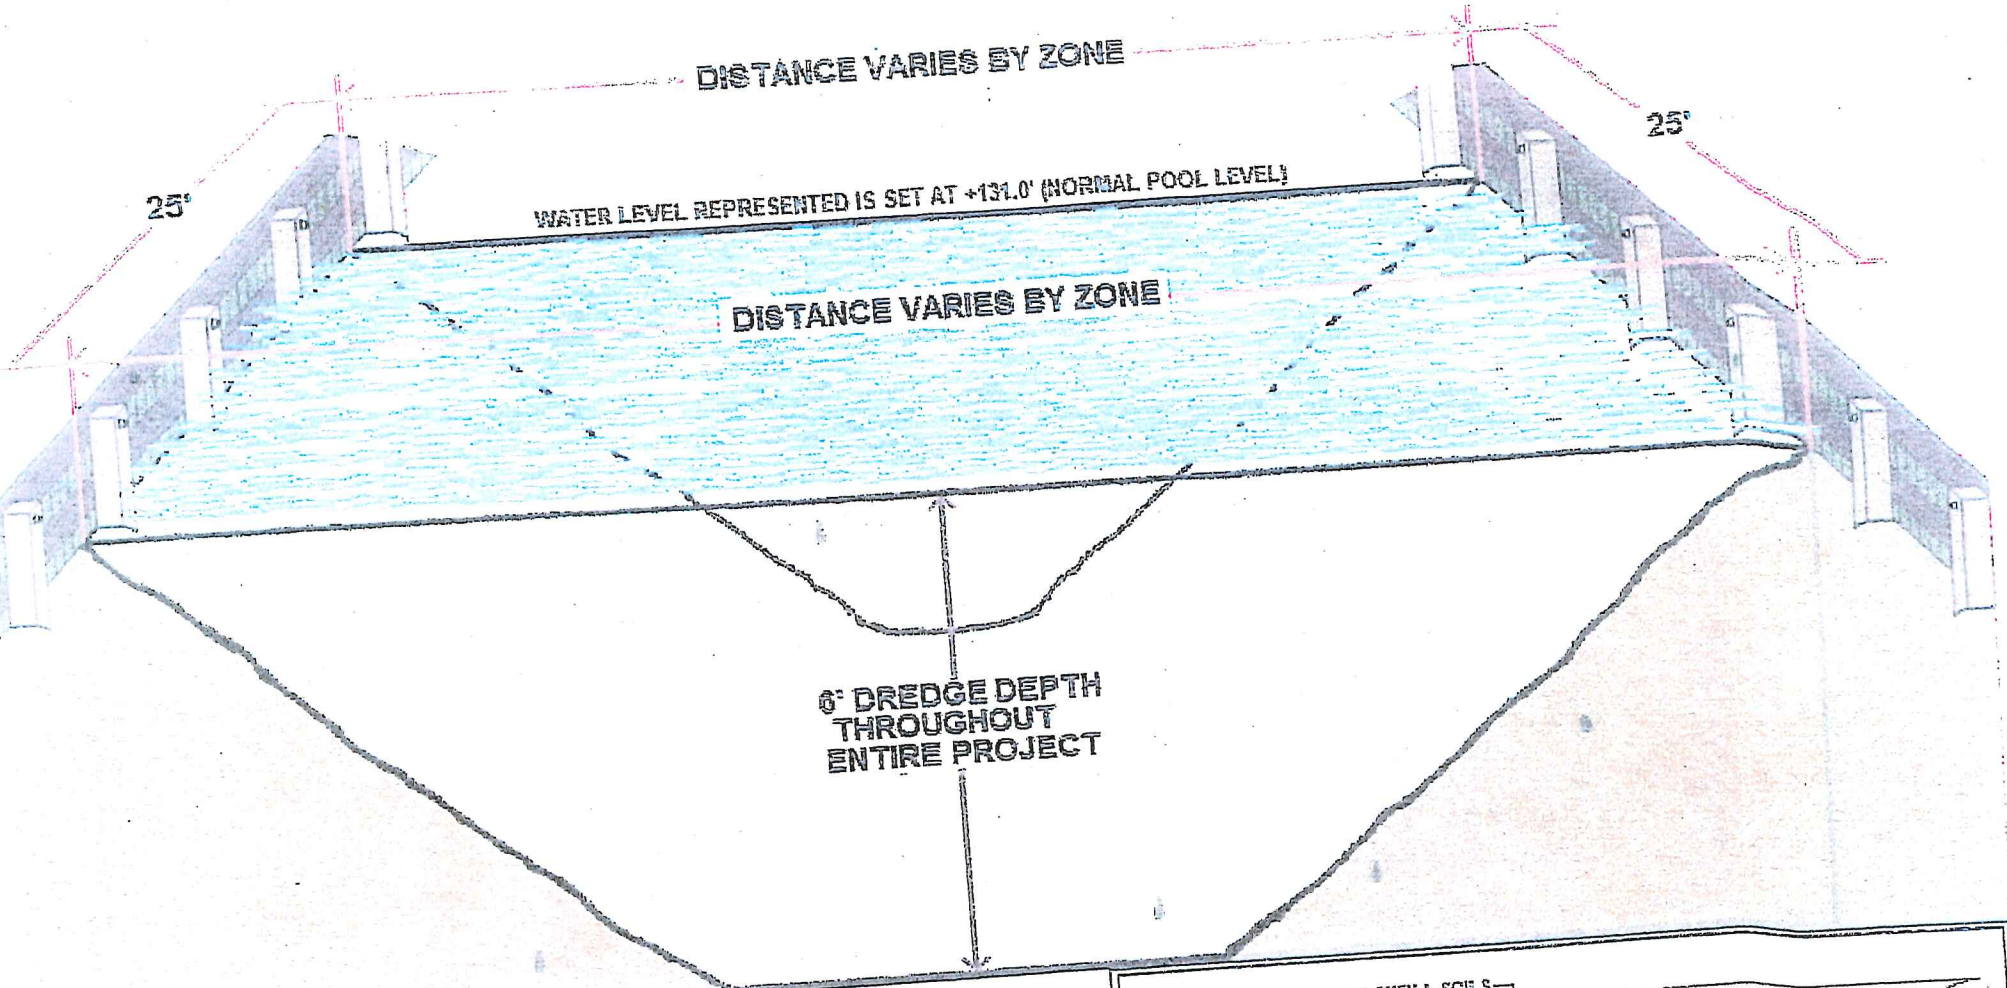 DISTANCE VARIES BY ZONE
25'
25'
WATER LEVEL REPRESENTED IS SET AT +131.0' (NORMAL POOL LEVEL)
DISTANCE VARIES BY ZONE
6' DREDGE DEPTH
THROUGHOUT
ENTIRE PROJECT